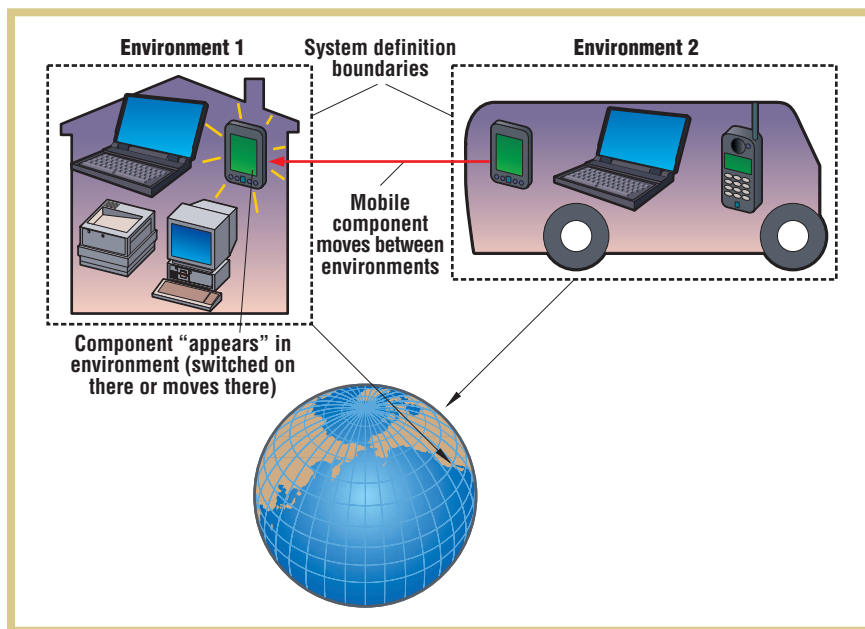 Environment 1
System definition
boundaries
Environment 2
Mobile
component
moves between
environments
Component “appears” in
environment (switched on
there or moves there)